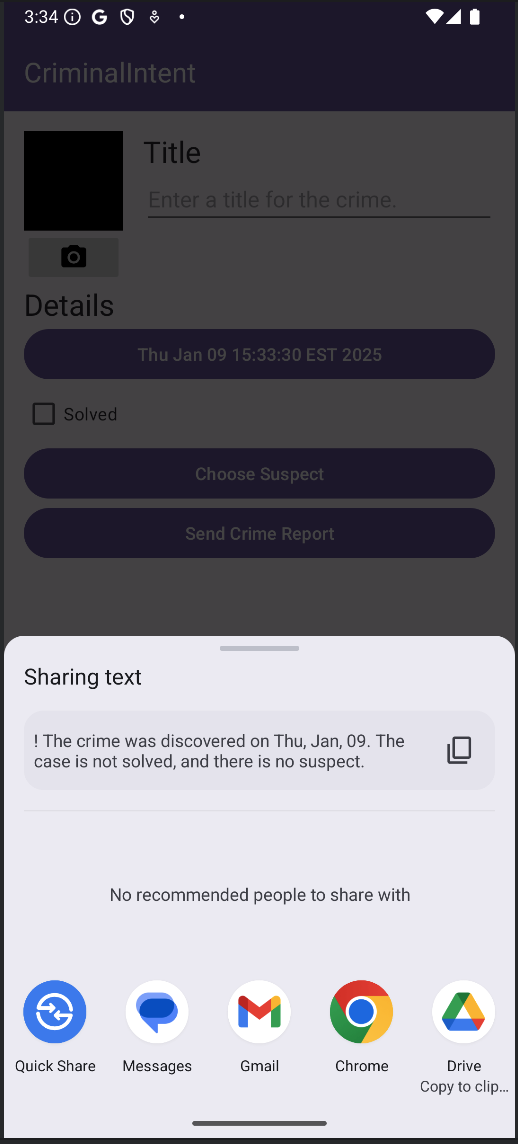 3:34
CriminalIntent
Title
Enter a title for the crime.
Details
Thu Jan 09 15:33:30 EST 2025
Solved
Choose Suspect
Send Crime Report
Sharing text
! The crime was discovered on Thu, Jan, 09. The
case is not solved, and there is no suspect.
No recommended people to share with
Quick Share
Messages
Gmail
Chrome
Drive
Copy to clip...